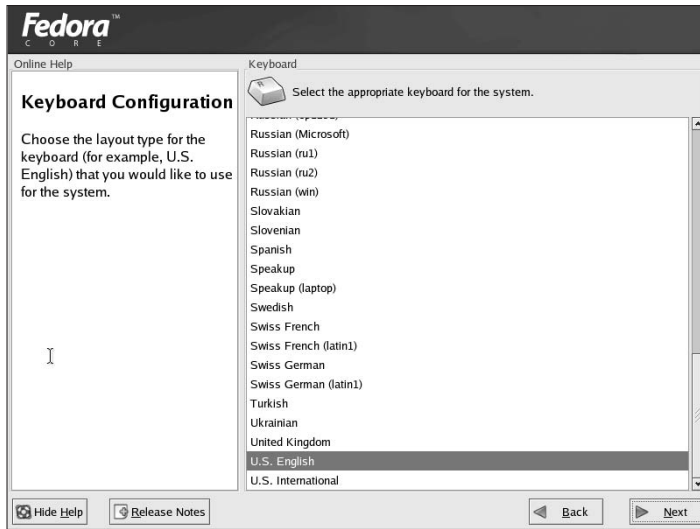 Fedora™
CORE
Online Help
Keyboard Configuration
Choose the layout type for the
keyboard (for example, U.S.
English) that you would like to use
for the system.
Keyboard
Select the appropriate keyboard for the system.
Russian (Microsoft)
Russian (ru1)
Russian (ru2)
Russian (win)
Slovakian
Slovenian
Spanish
Speakup
Speakup (laptop)
Swedish
Swiss French
Swiss French (latin1)
Swiss German
Swiss German (latin1)
Turkish
Ukrainian
United Kingdom
U.S. English
U.S. International
Hide Help
Release Notes
Back
Next